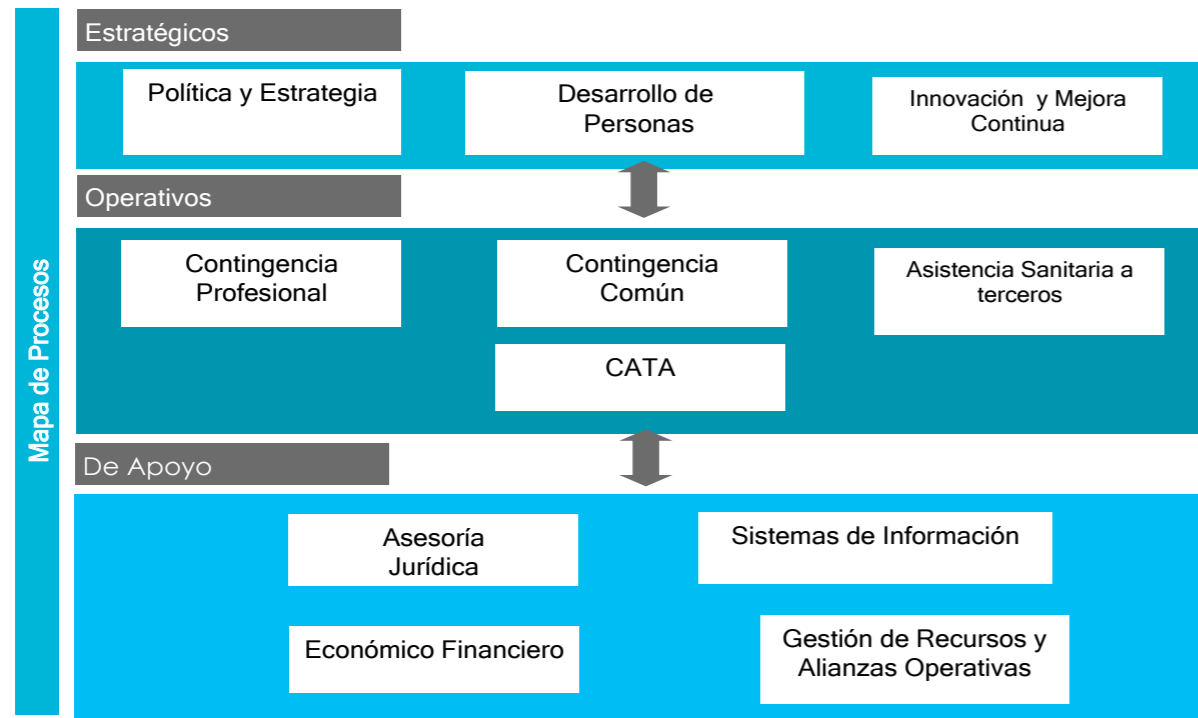 Mapa de Procesos
Estratégicos
Política y Estrategia
Desarrollo de
Personas
Innovación y Mejora
Continua
Operativos
Contingencia
Profesional
Contingencia
Común
Asistencia Sanitaria a
terceros
CATA
De Apoyo
Asesoría
Jurídica
Sistemas de Información
Económico Financiero
Gestión de Recursos y
Alianzas Operativas